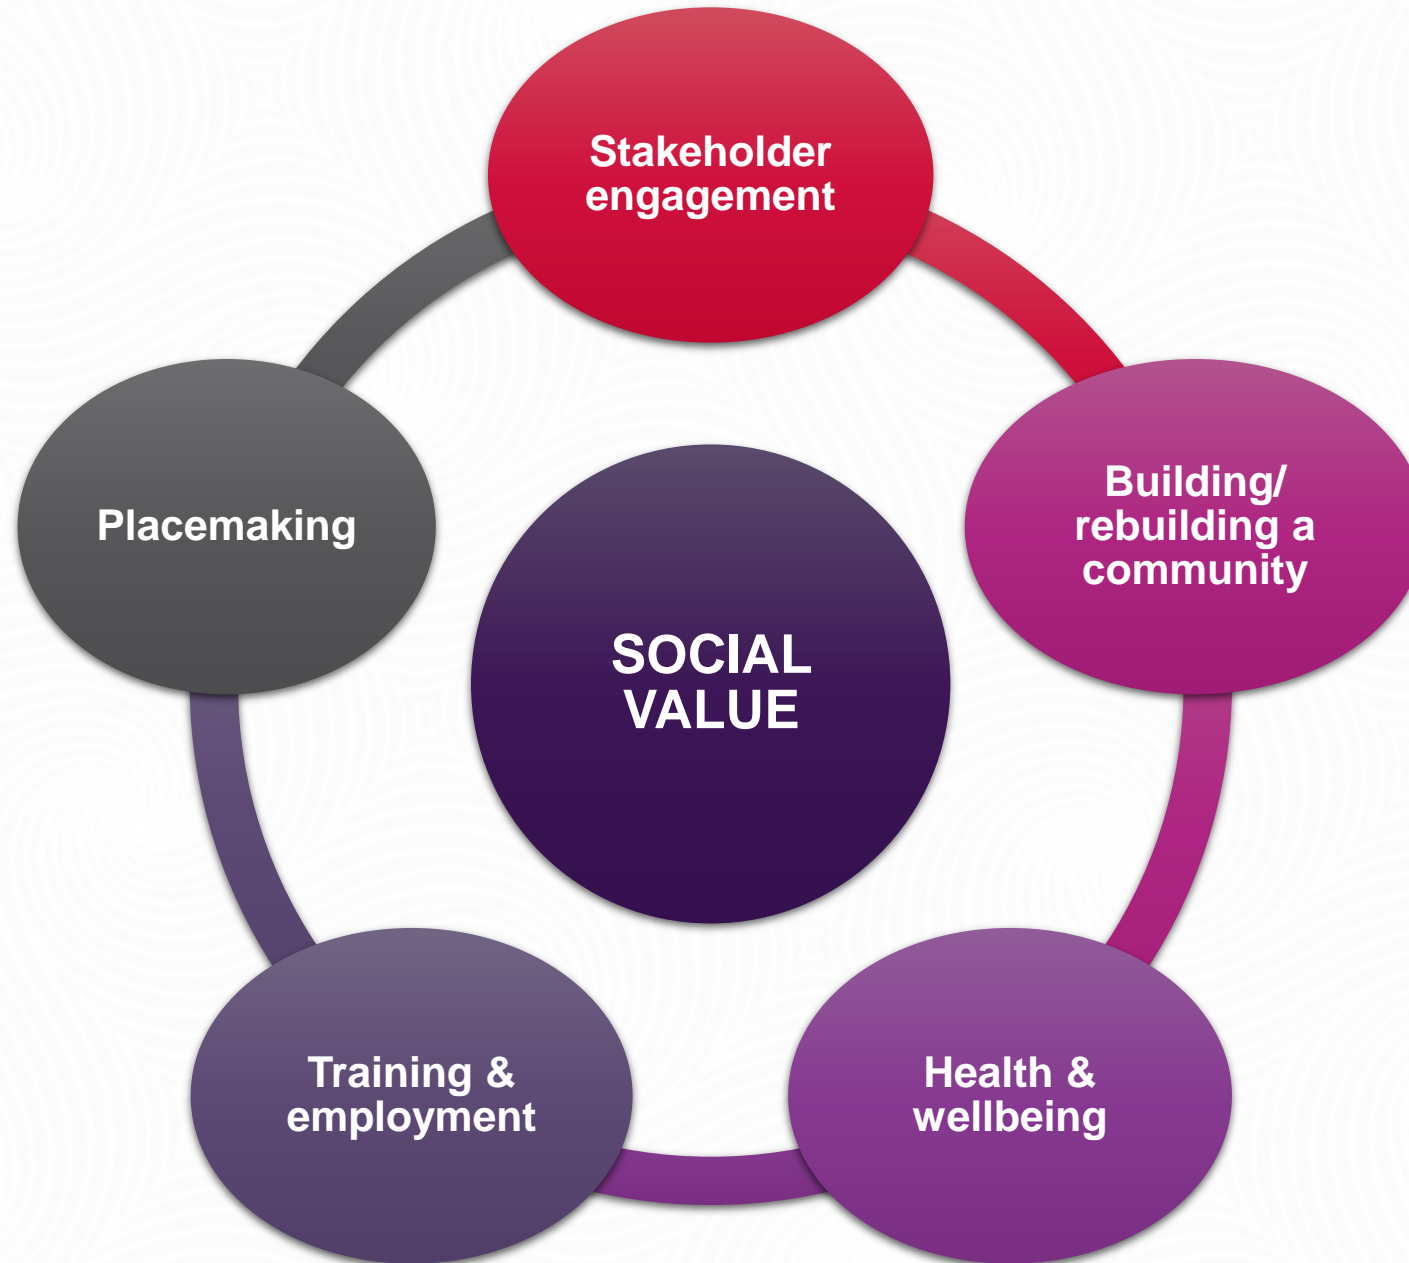 Stakeholder
engagement
Building/
rebuilding a
community
Placemaking
SOCIAL
VALUE
Training &
employment
Health &
wellbeing